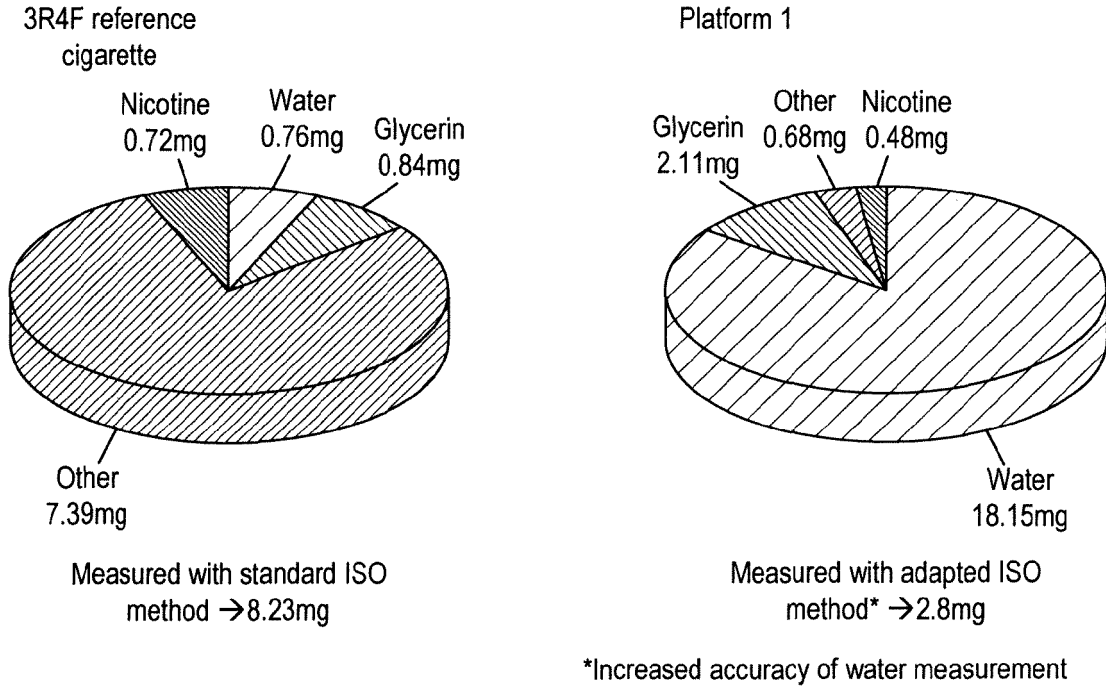 3R4F reference
cigarette
Nicotine
0.72mg
Water
0.76mg
Glycerin
0.84mg
Other
7.39mg
Measured with standard ISO
method →8.23mg
Platform 1
Glycerin
2.11mg
Other
0.68mg
Nicotine
0.48mg
Water
18.15mg
Measured with adapted ISO
method* →2.8mg
*Increased accuracy of water measurement